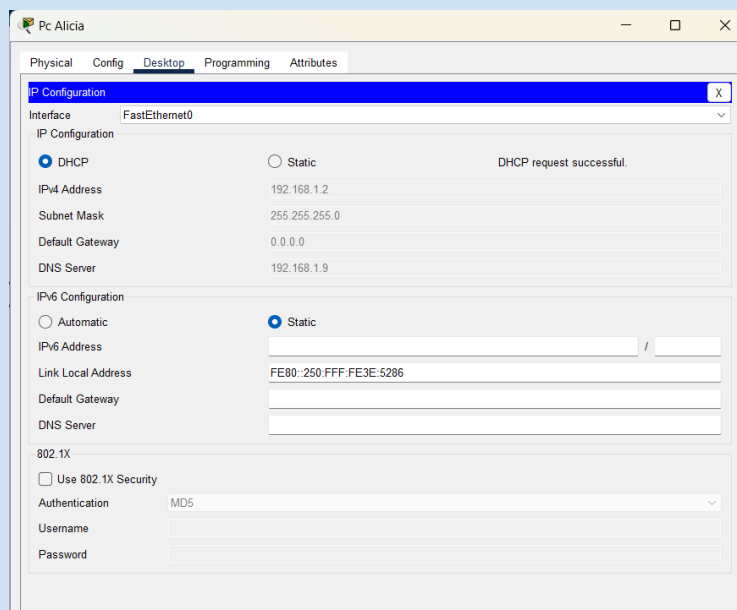 Pc Alicia
Physical Config Desktop Programming Attributes
IP Configuration X
Interface FastEthernet0
IP Configuration
DHCP Static DHCP request successful.
IPv4 Address 192.168.1.2
Subnet Mask 255.255.255.0
Default Gateway 0.0.0.0
DNS Server 192.168.1.9
IPv6 Configuration
Automatic Static
IPv6 Address /
Link Local Address FE80::250:FFF:FE3E:5286
Default Gateway
DNS Server
802.1X
Use 802.1X Security
Authentication MD5
Username
Password